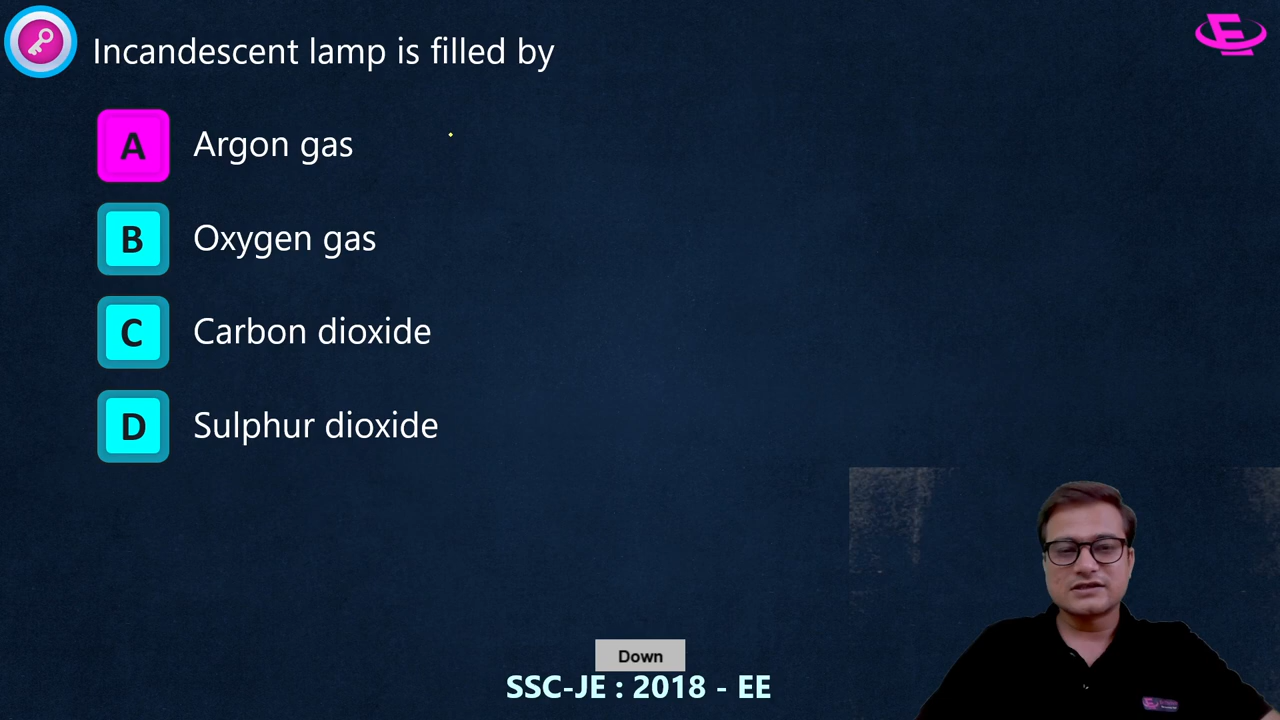 Incandescent lamp is filled by
A Argon gas
B Oxygen gas
C Carbon dioxide
D Sulphur dioxide
Down
SSC-JE : 2018 - EE